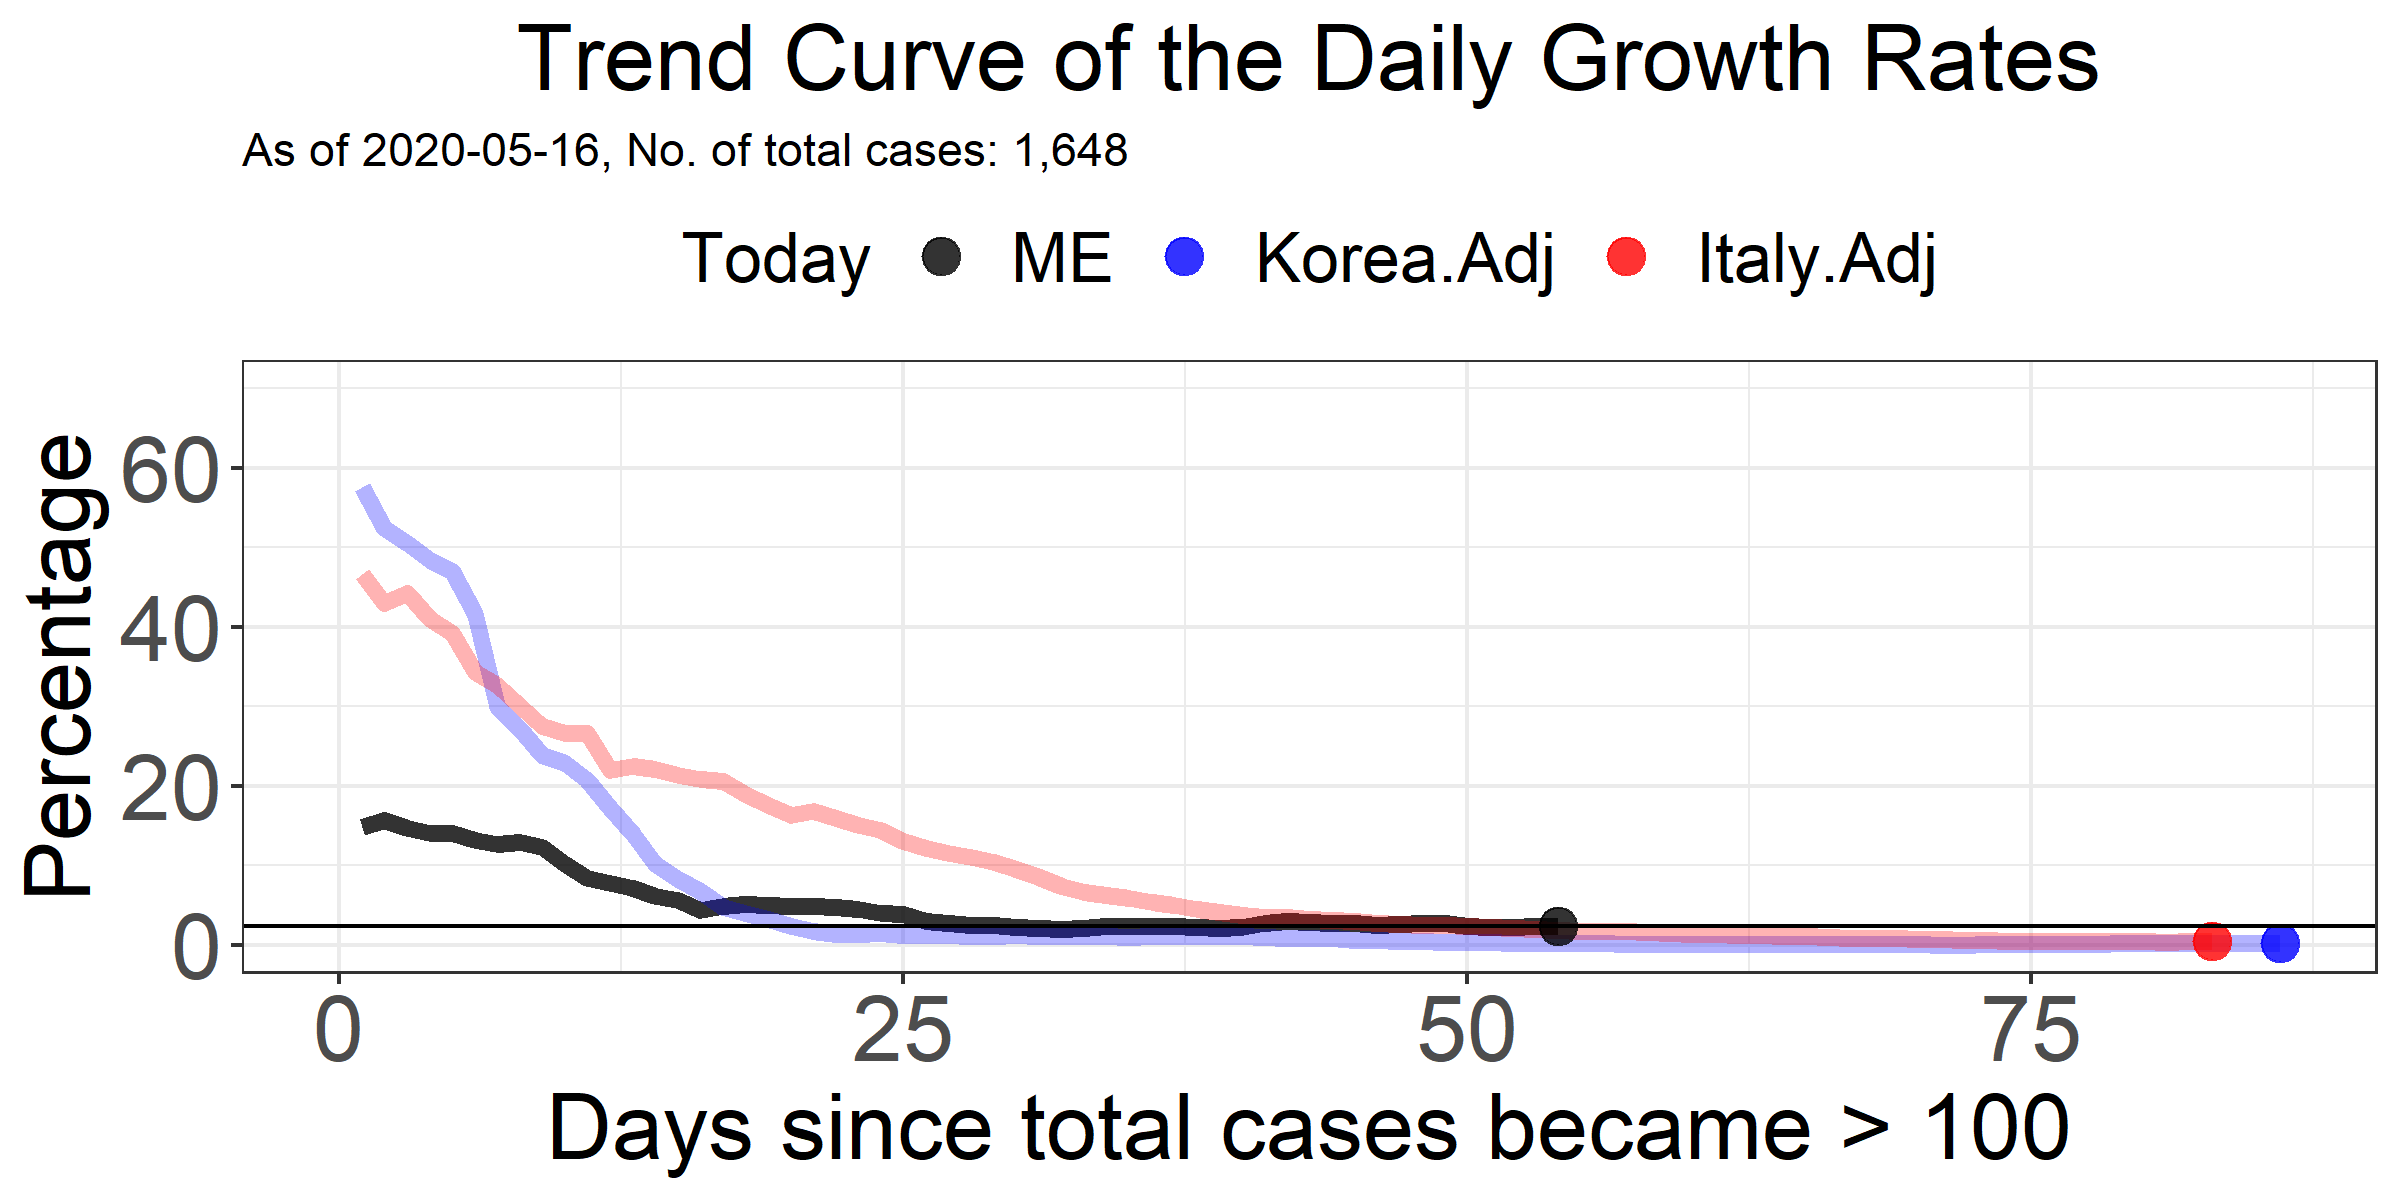 Trend Curve of the Daily Growth Rates
As of 2020-05-16, No. of total cases: 1,648
Today ME Korea.Adj Italy.Adj
Percentage
60
40
20
0
0 25 50 75
Days since total cases became > 100